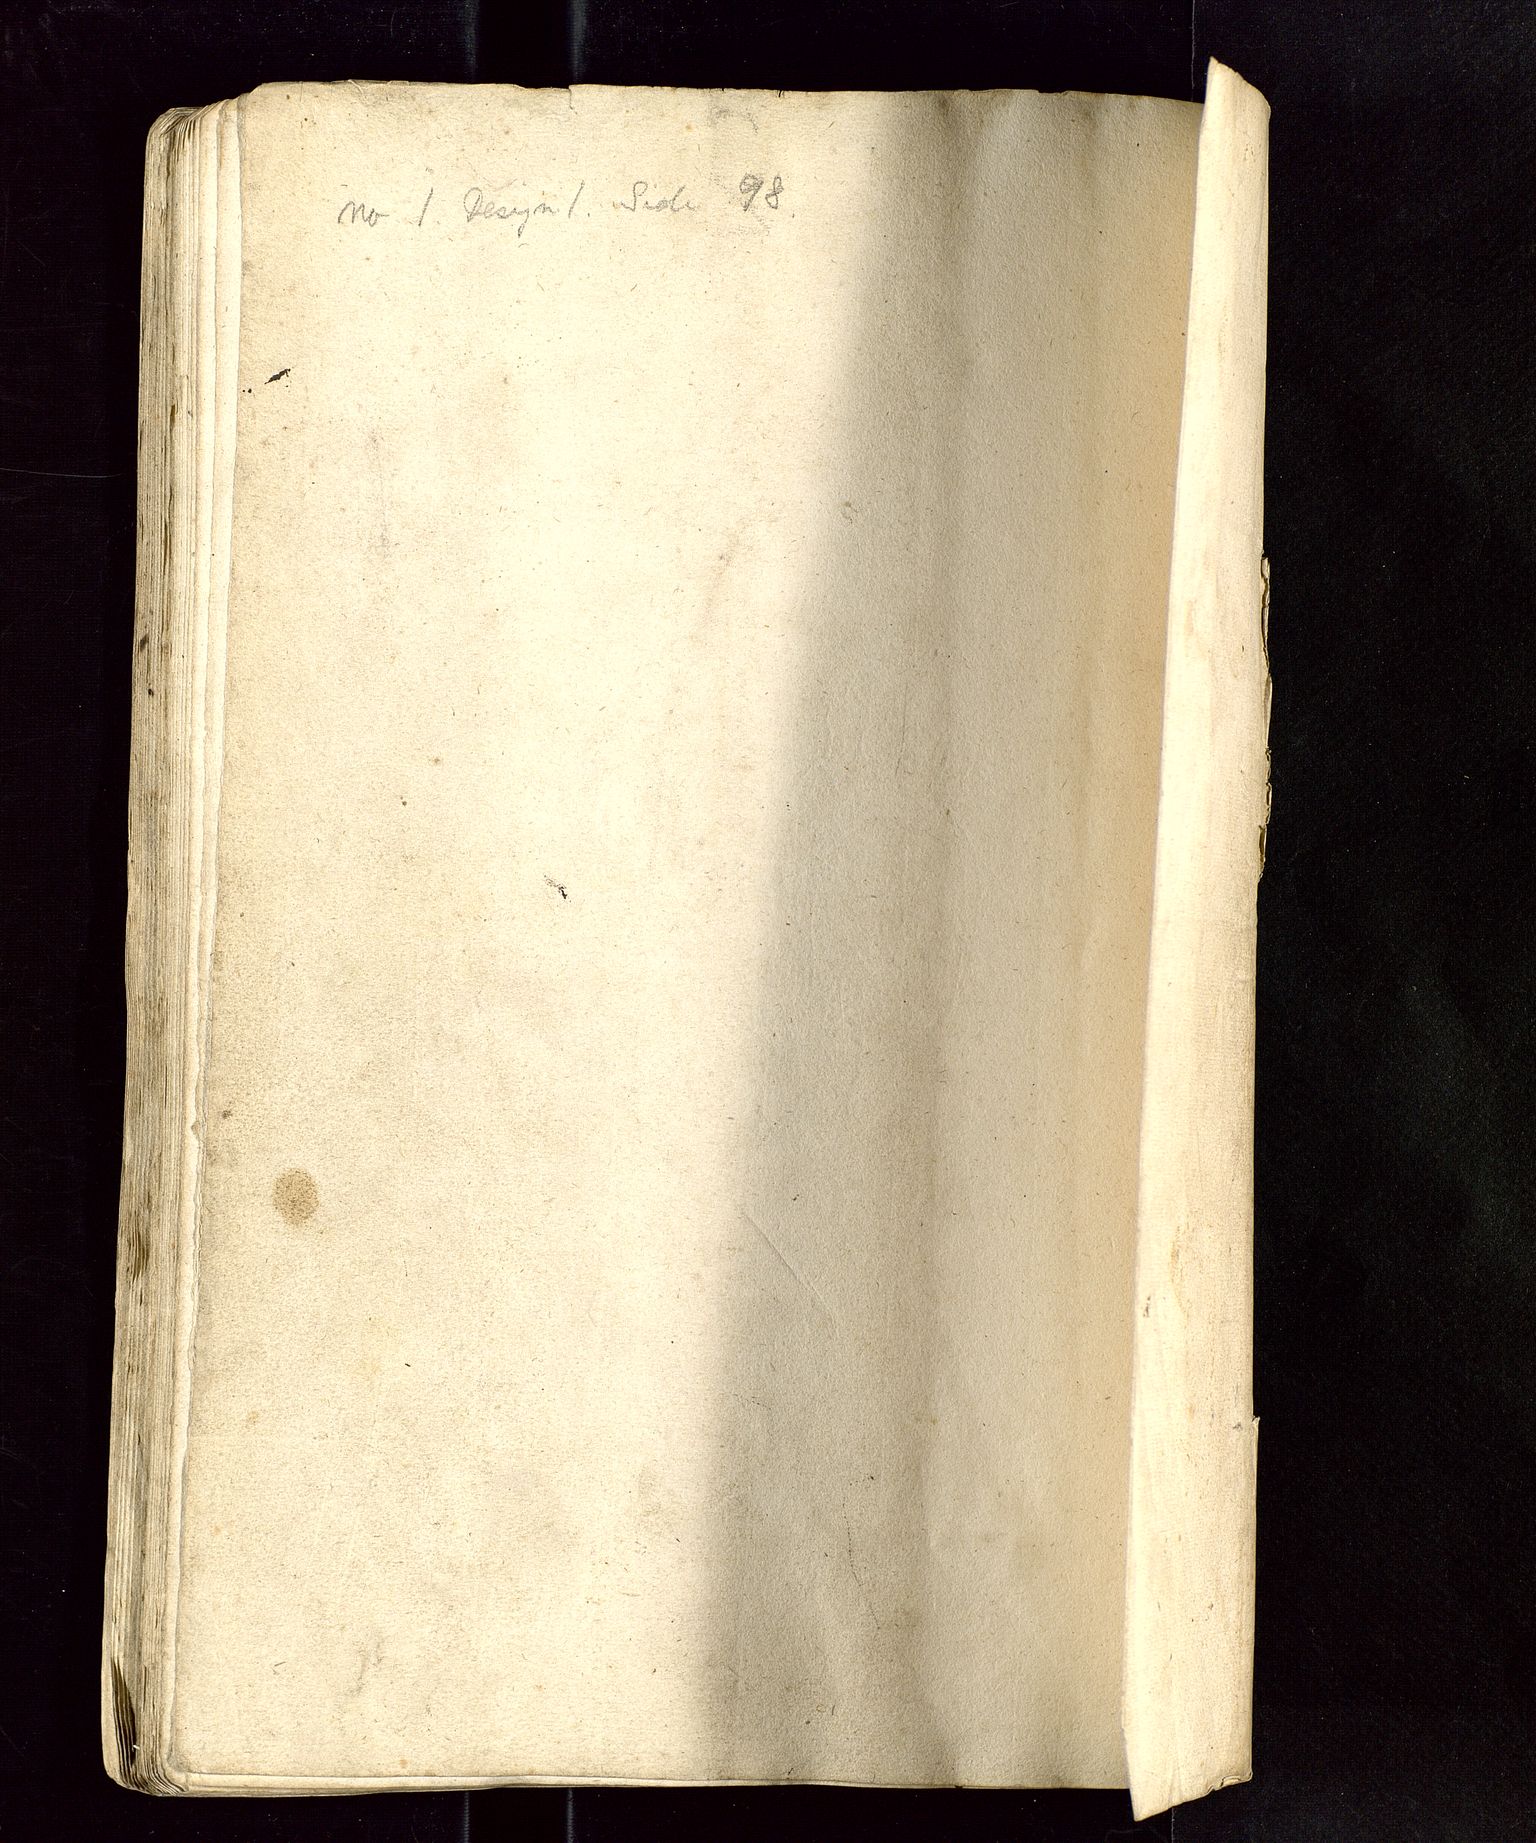 No 1. Design 1. Side 98.